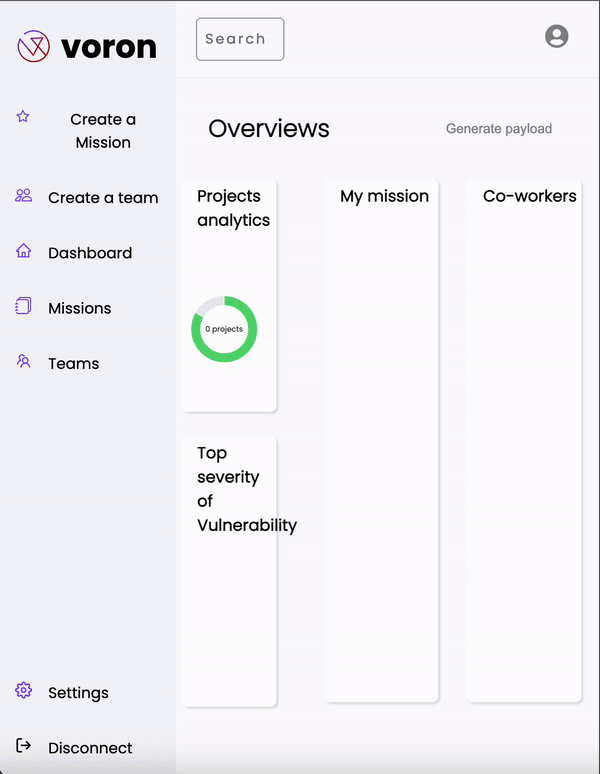 voron
Search
Create a
Mission
Create a team
Dashboard
Missions
Teams
Settings
Disconnect
Overviews
Generate payload
Projects
analytics
0 projects
Top
severity
of
Vulnerability
My mission
Co-workers